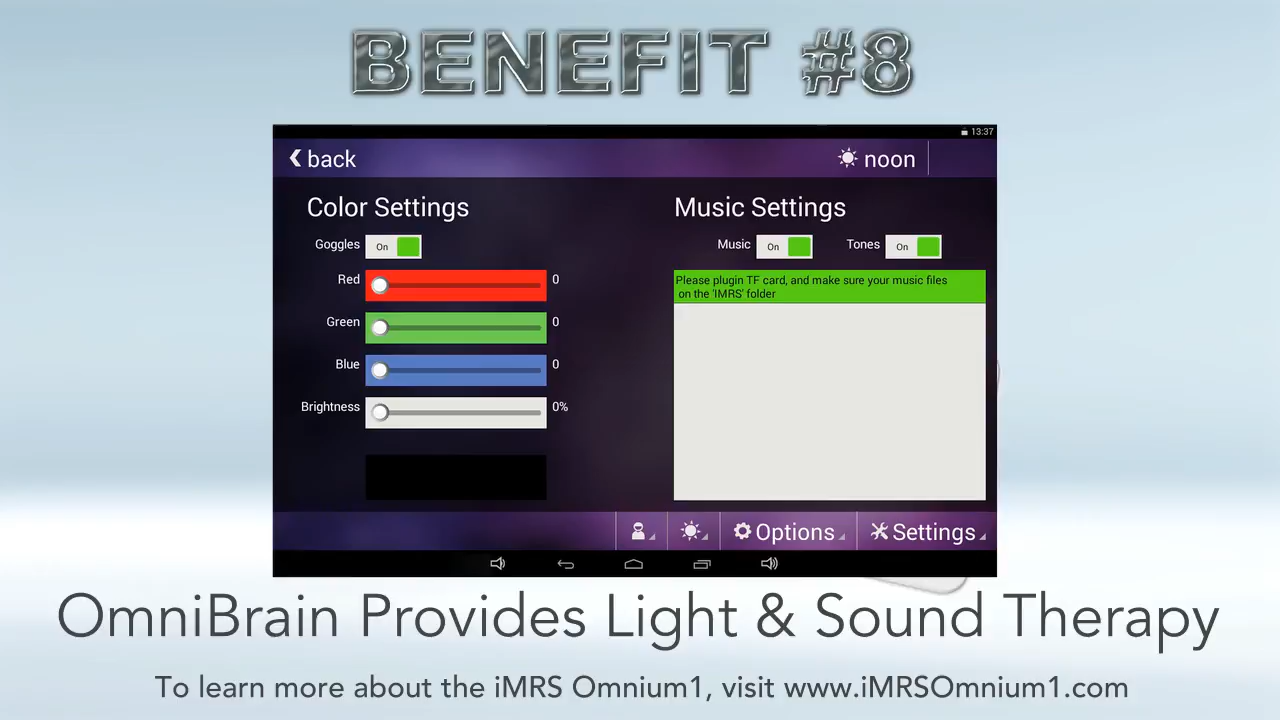 BENEFIT #8
13:37
back
noon
Color Settings
Goggles On
Red 0
Green 0
Blue 0
Brightness 0%
Music Settings
Music On Tones On
Please plugin TF card, and make sure your music files
on the 'IMRS' folder
Options
Settings
OmniBrain Provides Light & Sound Therapy
To learn more about the iMRS Omnium1, visit www.iMRSOmnium1.com